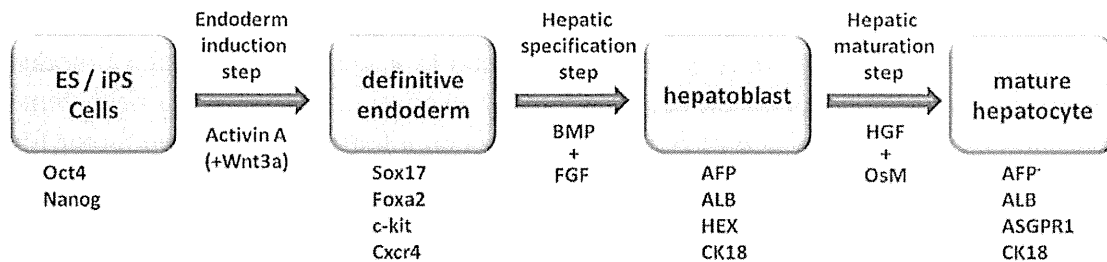 Endoderm
induction
step
Hepatic
specification
step
Hepatic
maturation
step
ES / iPS
Cells
definitive
endoderm
hepatoblast
mature
hepatocyte
Activin A
(+Wnt3a)
BMP
+
FGF
HGF
+
OsM
Oct4
Nanog
Sox17
Foxa2
c-kit
Cxcr4
AFP
ALB
HEX
CK18
AFP-
ALB
ASGPR1
CK18